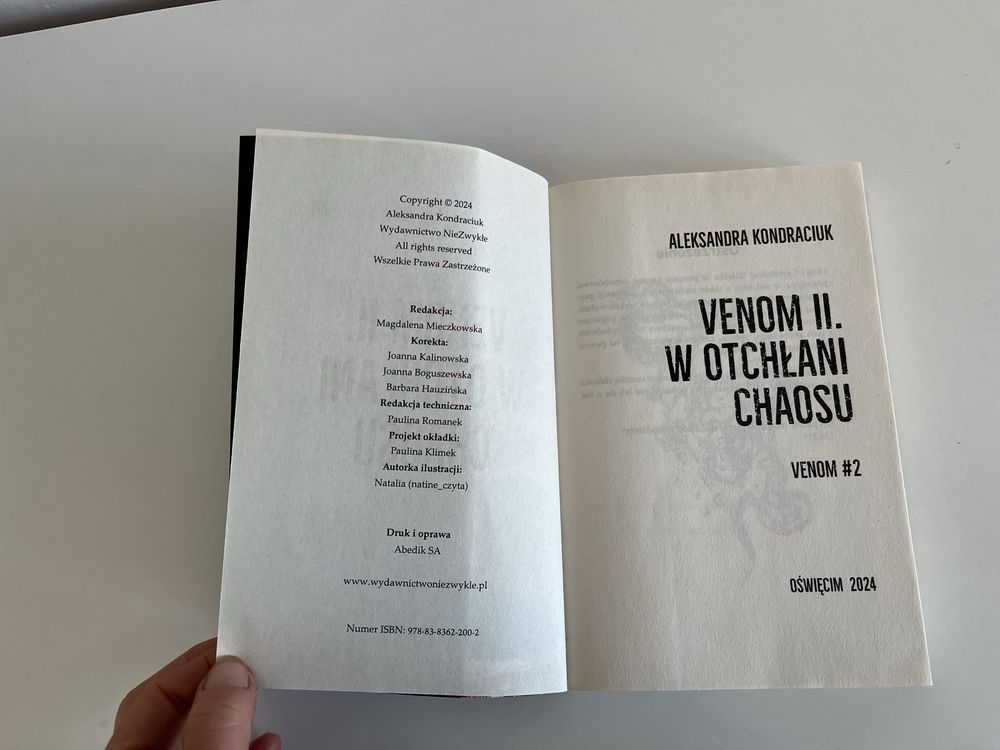 Copyright © 2024
Aleksandra Kondraciuk
Wydawnictwo NieZwykłe
All rights reserved
Wszelkie Prawa Zastrzeżone
Redakcja:
Magdalena Mieczkowska
Korekta:
Joanna Kalinowska
Joanna Boguszewska
Barbara Hauzińska
Redakcja techniczna:
Paulina Romanek
Projekt okładki:
Paulina Klimek
Autorka ilustracji:
Natalia (natine_czyta)
Druk i oprawa
Abedik SA
www.wydawnictwoniezwykle.pl
Numer ISBN: 978-83-8362-200-2
ALEKSANDRA KONDRACIUK
VENOM II.
W OTCHŁANI
CHAOSU
VENOM #2
OŚWIĘCIM 2024